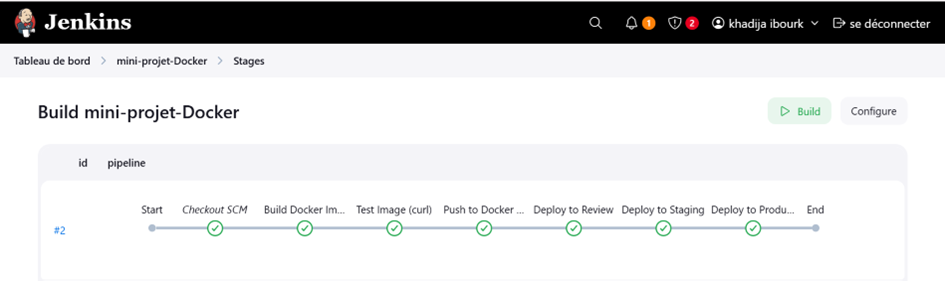 Jenkins 1 2 khadija ibourk se déconnecter
Tableau de bord > mini-projet-Docker > Stages
Build mini-projet-Docker Build Configure
id pipeline
Start Checkout SCM Build Docker Im... Test Image (curl) Push to Docker ... Deploy to Review Deploy to Staging Deploy to Produ... End
#2